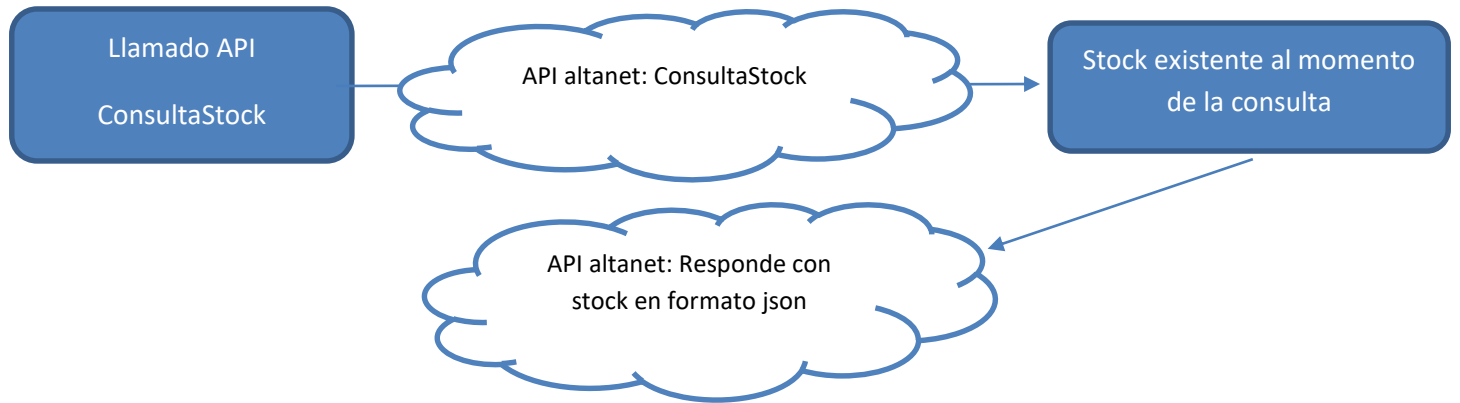 Llamado API
ConsultaStock
API altanet: ConsultaStock
Stock existente al momento
de la consulta
API altanet: Responde con
stock en formato json